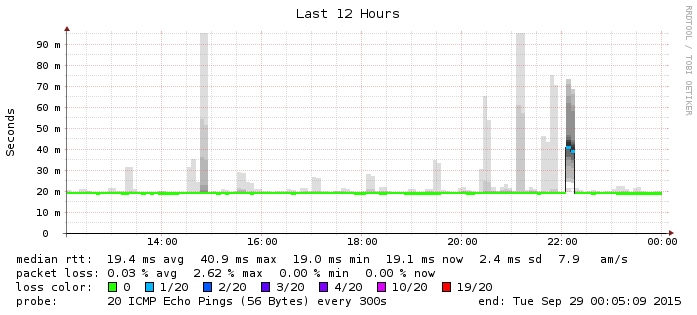 Last 12 Hours
RRDTOOL / TOBI OETIKER
Seconds
90 m
80 m
70 m
60 m
50 m
40 m
30 m
20 m
10 m
0
14:00 16:00 18:00 20:00 22:00 00:00
median rtt: 19.4 ms avg 40.9 ms max 19.0 ms min 19.1 ms now 2.4 ms sd 7.9 am/s
packet loss: 0.03 % avg 2.62 % max 0.00 % min 0.00 % now
loss color: 0 1/20 2/20 3/20 4/20 10/20 19/20
probe: 20 ICMP Echo Pings (56 Bytes) every 300s end: Tue Sep 29 00:05:09 2015